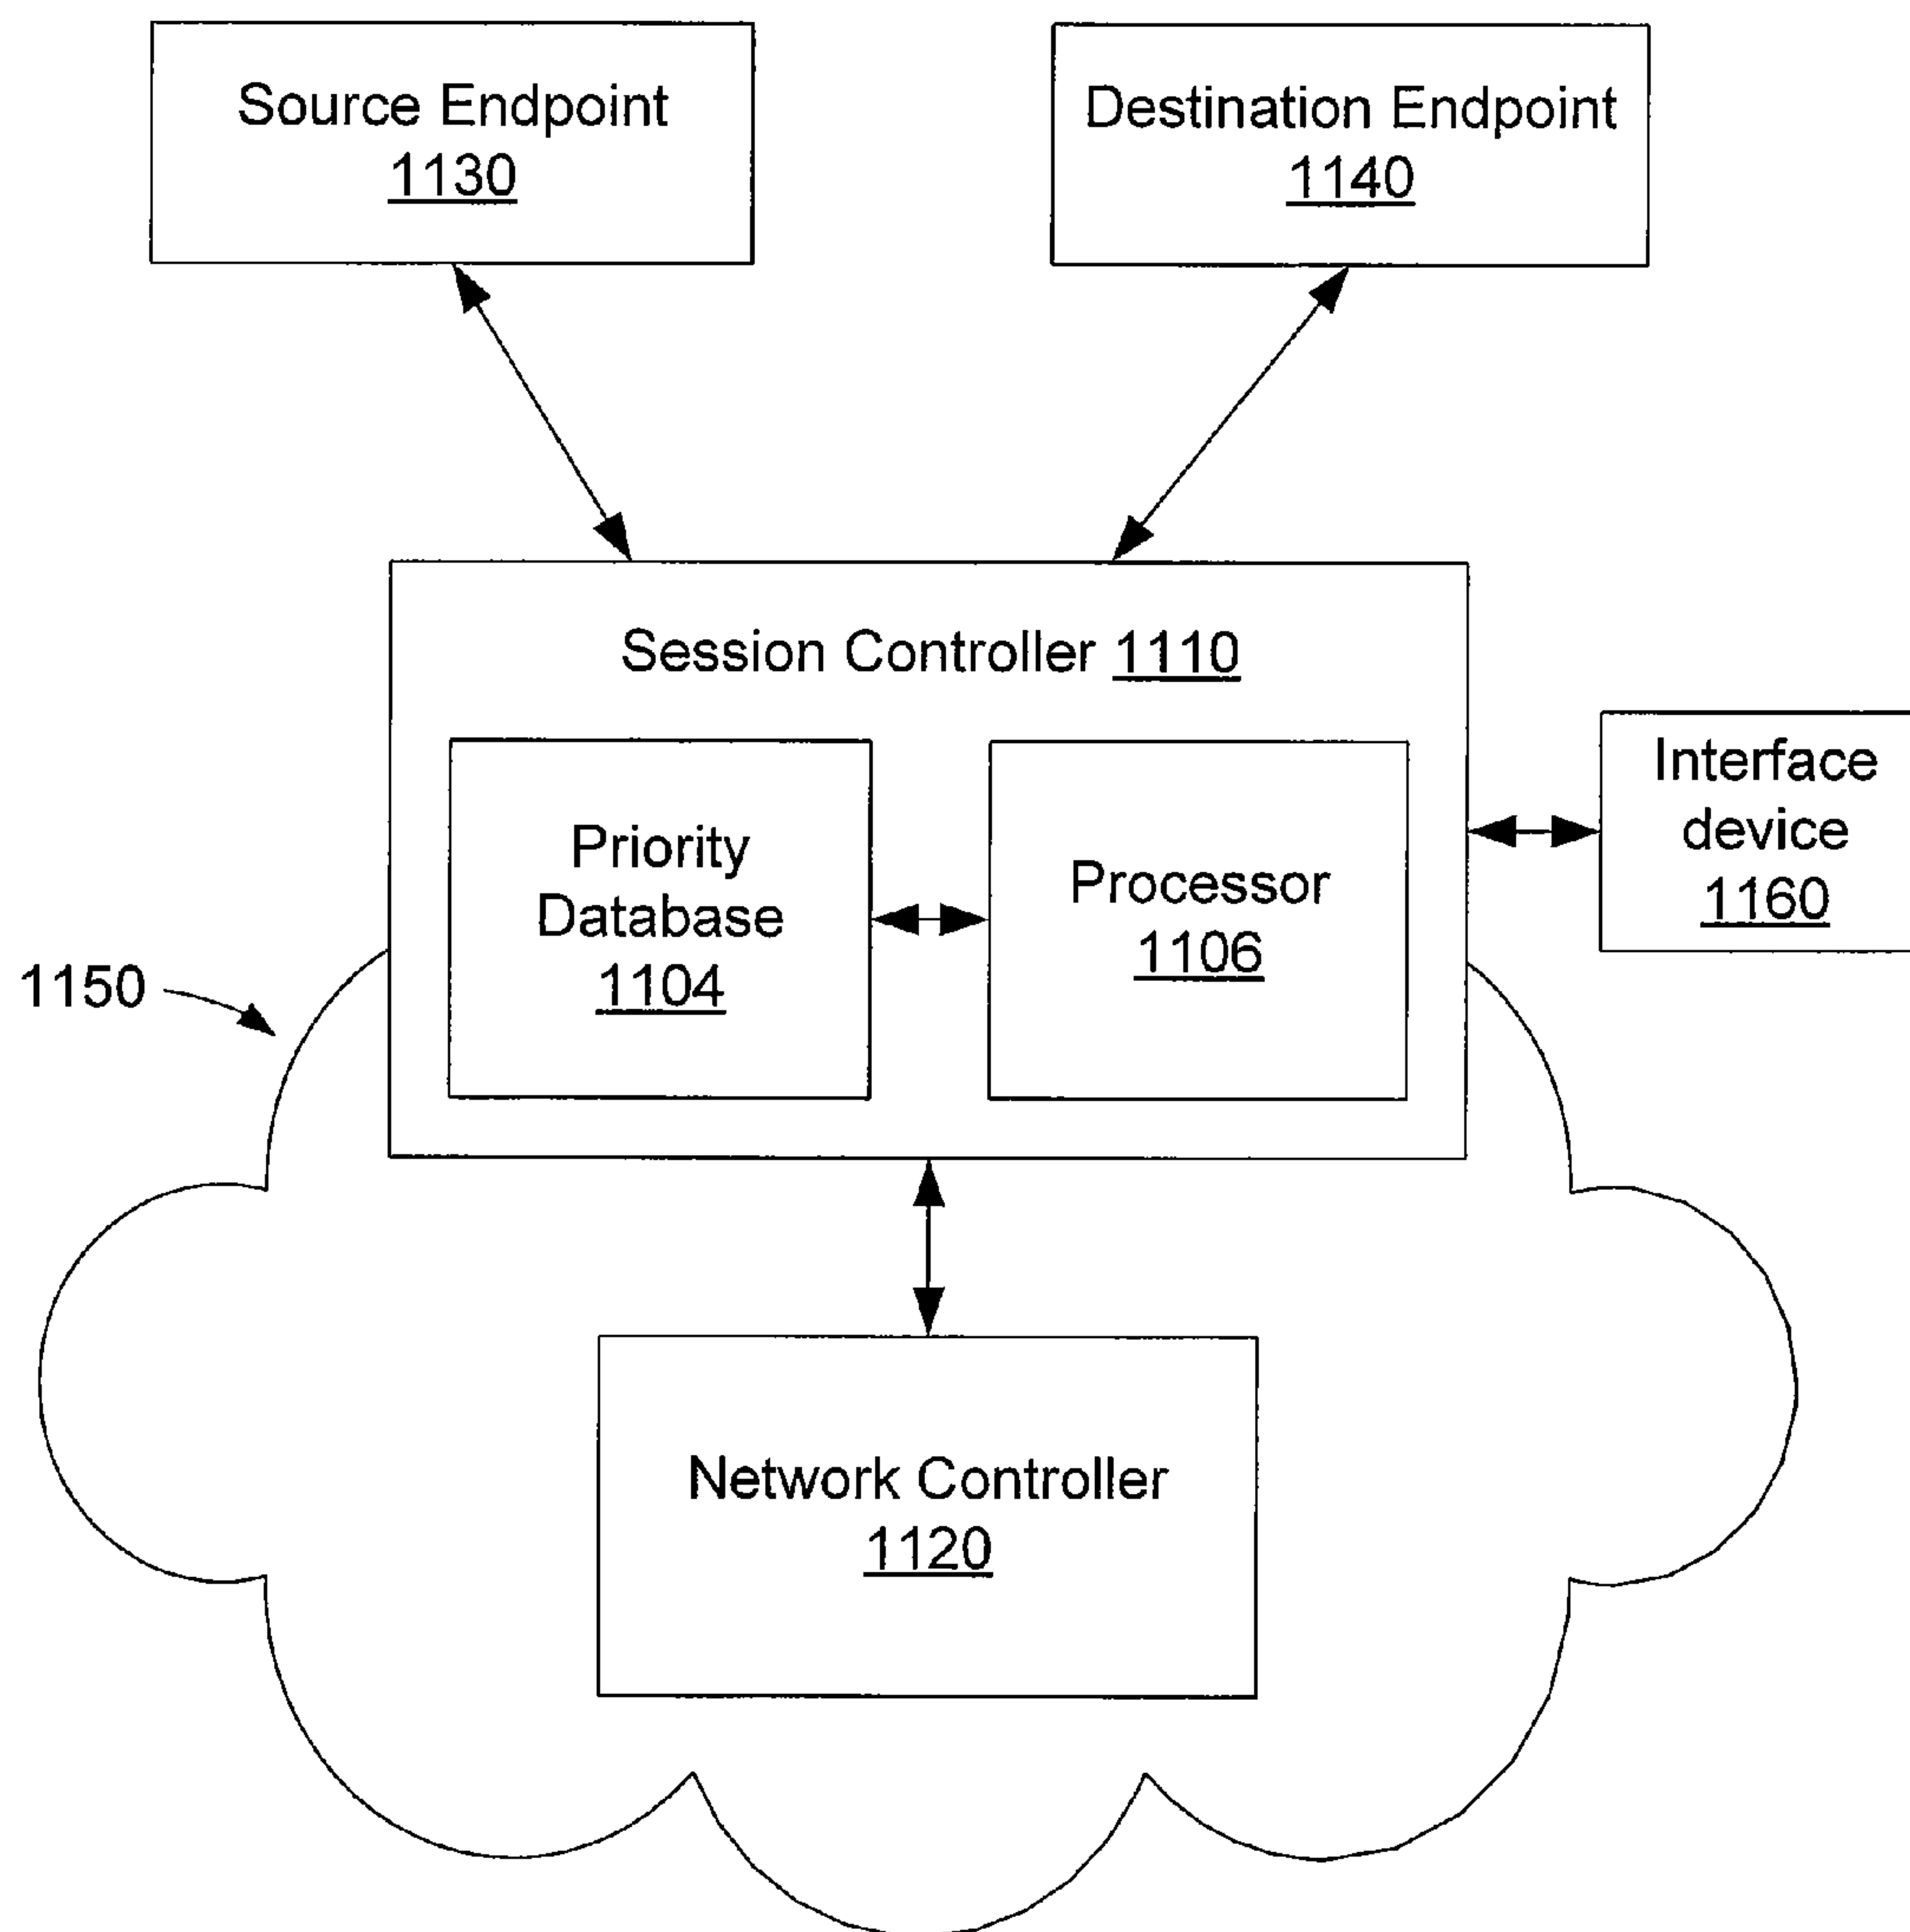 Source Endpoint
1130
Destination Endpoint
1140
Session Controller 1110
Priority
Database
1104
Processor
1106
Interface
device
1160
1150
Network Controller
1120